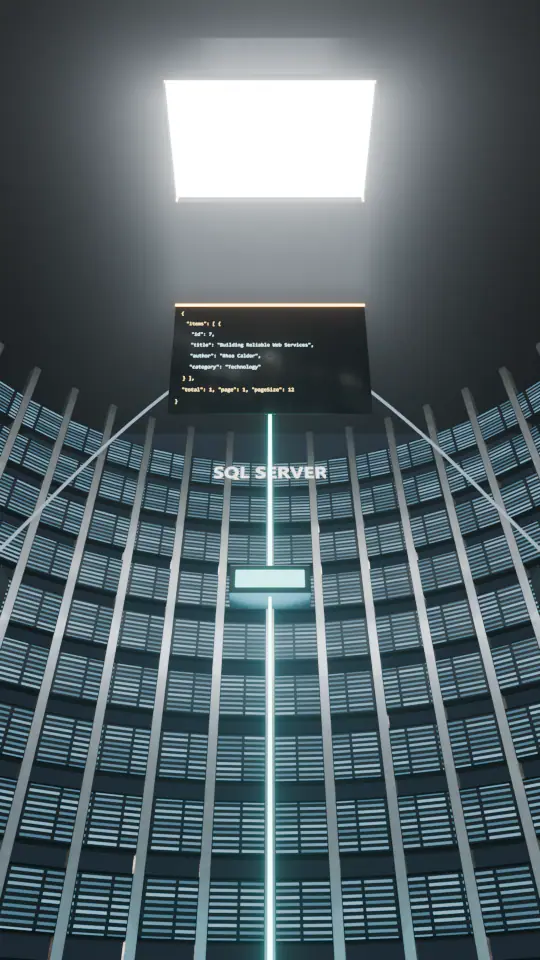 {
"items": [ {
"id": 7,
"title": "Building Reliable Web Services",
"author": "Rhea Calder",
"category": "Technology"
} ],
"total": 1, "page": 1, "pageSize": 12
}
SQL SERVER